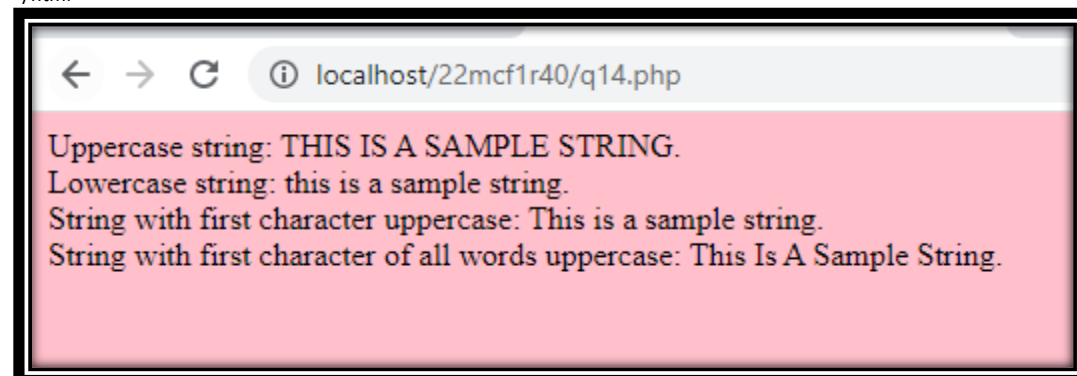 localhost/22mcf1r40/q14.php
Uppercase string: THIS IS A SAMPLE STRING.
Lowercase string: this is a sample string.
String with first character uppercase: This is a sample string.
String with first character of all words uppercase: This Is A Sample String.